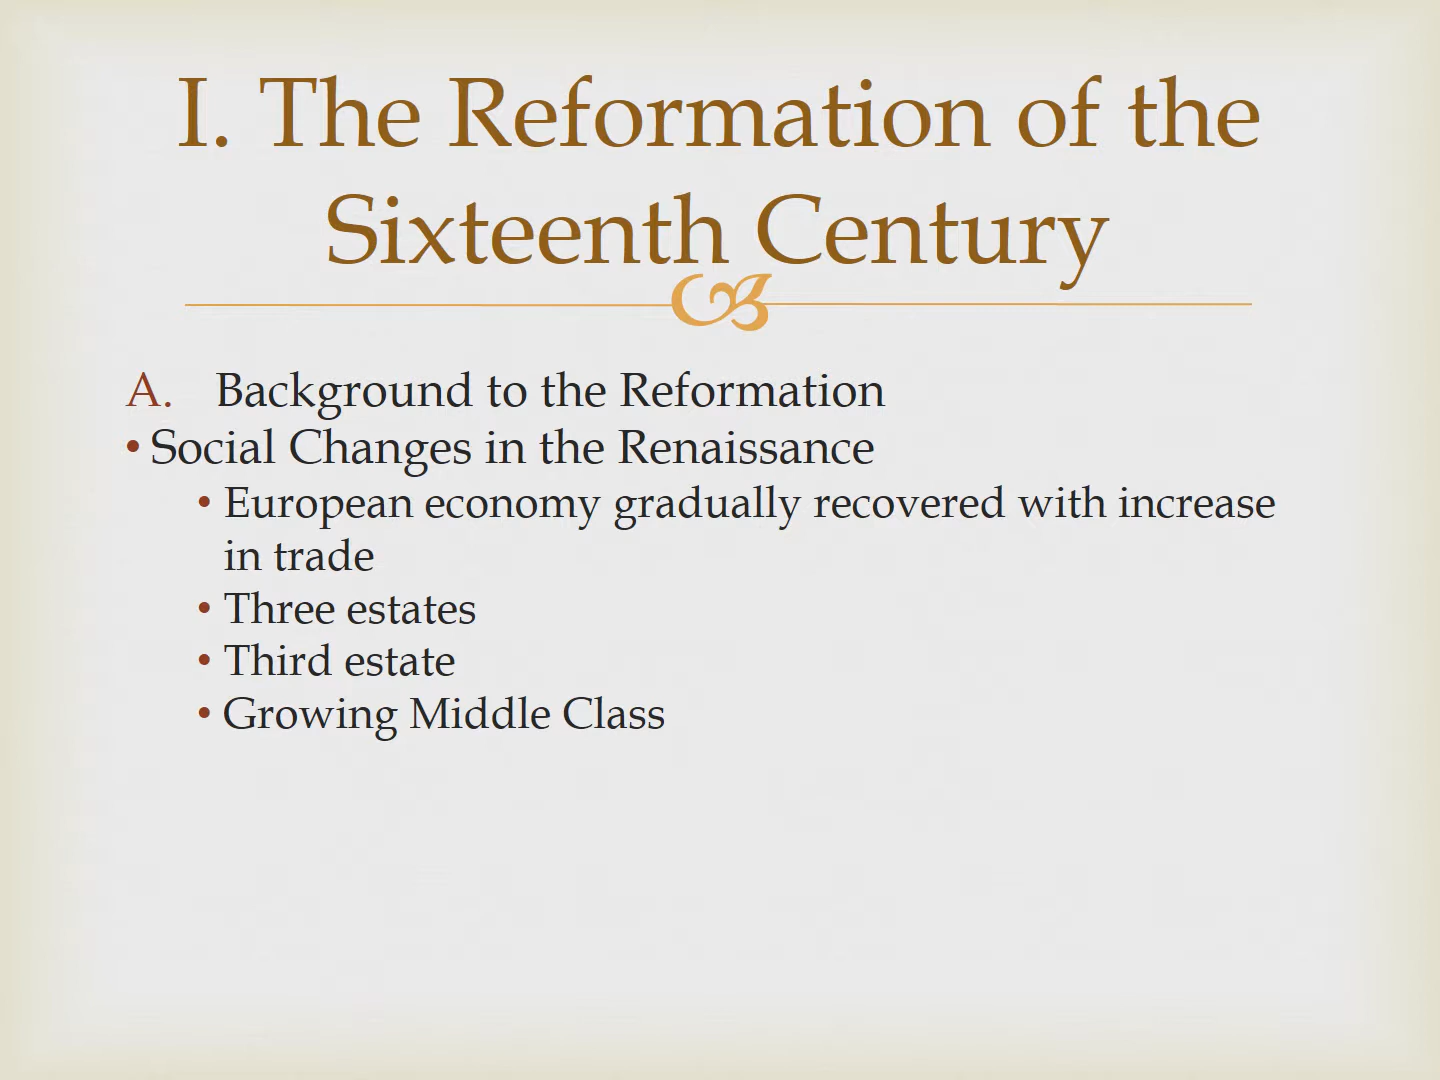 I. The Reformation of the
Sixteenth Century
A. Background to the Reformation
• Social Changes in the Renaissance
• European economy gradually recovered with increase
in trade
• Three estates
• Third estate
• Growing Middle Class